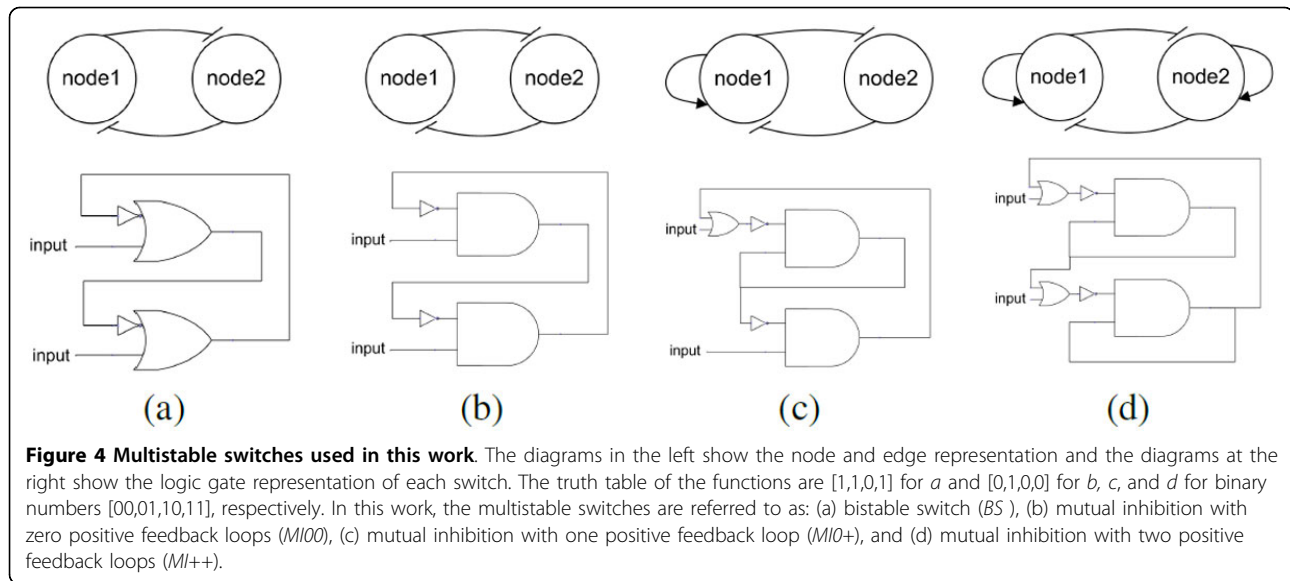 node1 node2 node1 node2 node1 node2 node1 node2
input
input
input
input
input
input
input
input
(a) (b) (c) (d)
Figure 4 Multistable switches used in this work. The diagrams in the left show the node and edge representation and the diagrams at the
right show the logic gate representation of each switch. The truth table of the functions are [1,1,0,1] for a and [0,1,0,0] for b, c, and d for binary
numbers [00,01,10,11], respectively. In this work, the multistable switches are referred to as: (a) bistable switch (BS ), (b) mutual inhibition with
zero positive feedback loops (MI00), (c) mutual inhibition with one positive feedback loop (MI0+), and (d) mutual inhibition with two positive
feedback loops (MI++).